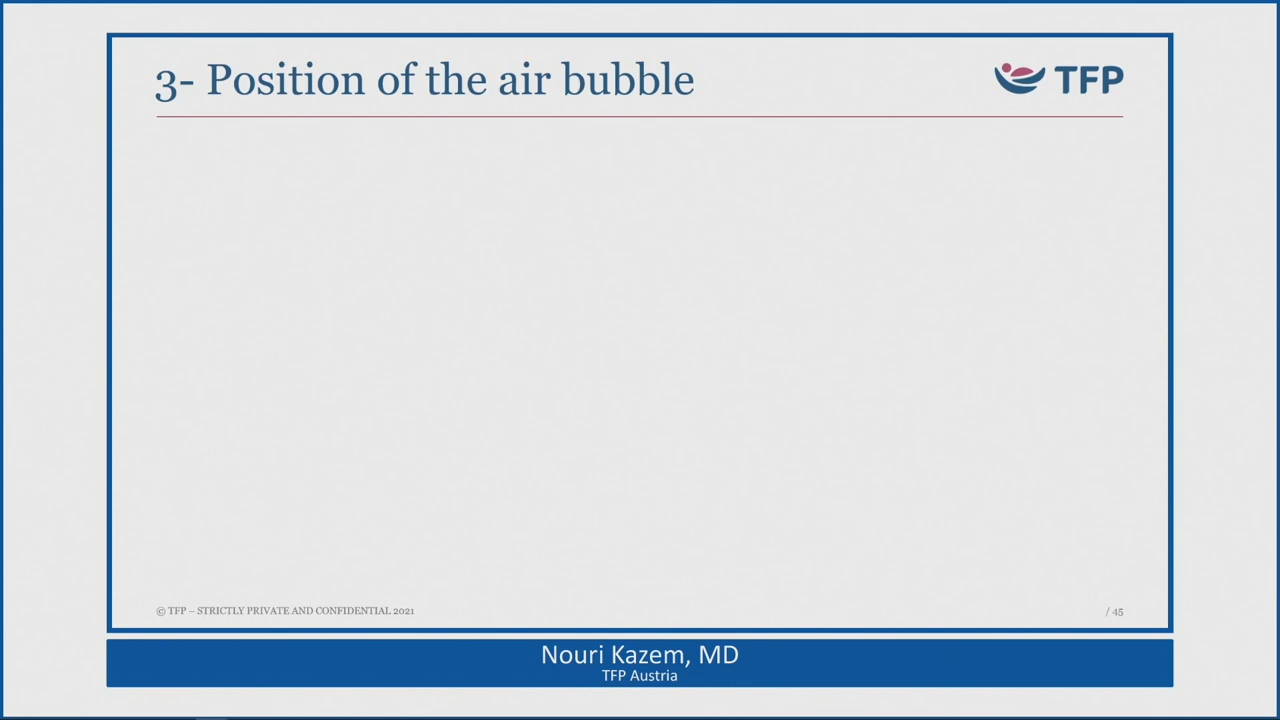 3- Position of the air bubble
TFP
© TFP – STRICTLY PRIVATE AND CONFIDENTIAL 2021
/ 45
Nouri Kazem, MD
TFP Austria